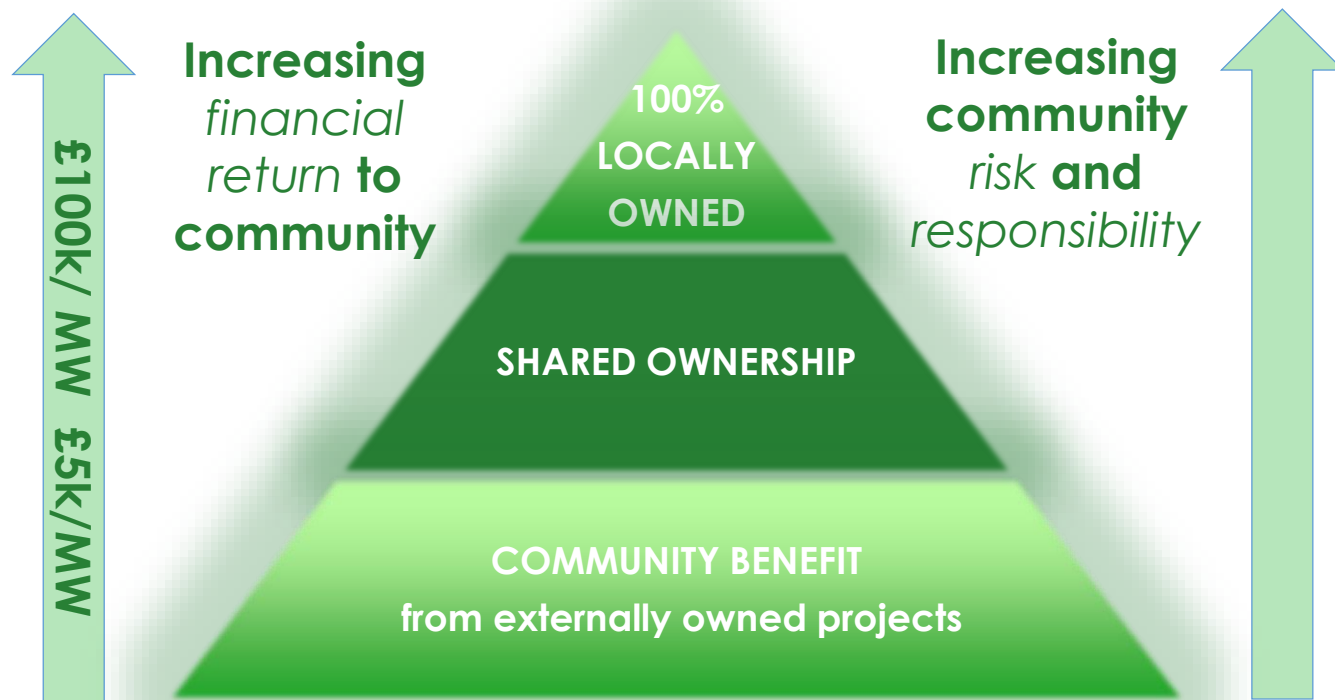 Increasing
financial
return to
community
£100k/ MW £5k/MW
100%
LOCALLY
OWNED
SHARED OWNERSHIP
COMMUNITY BENEFIT
from externally owned projects
Increasing
community
risk and
responsibility